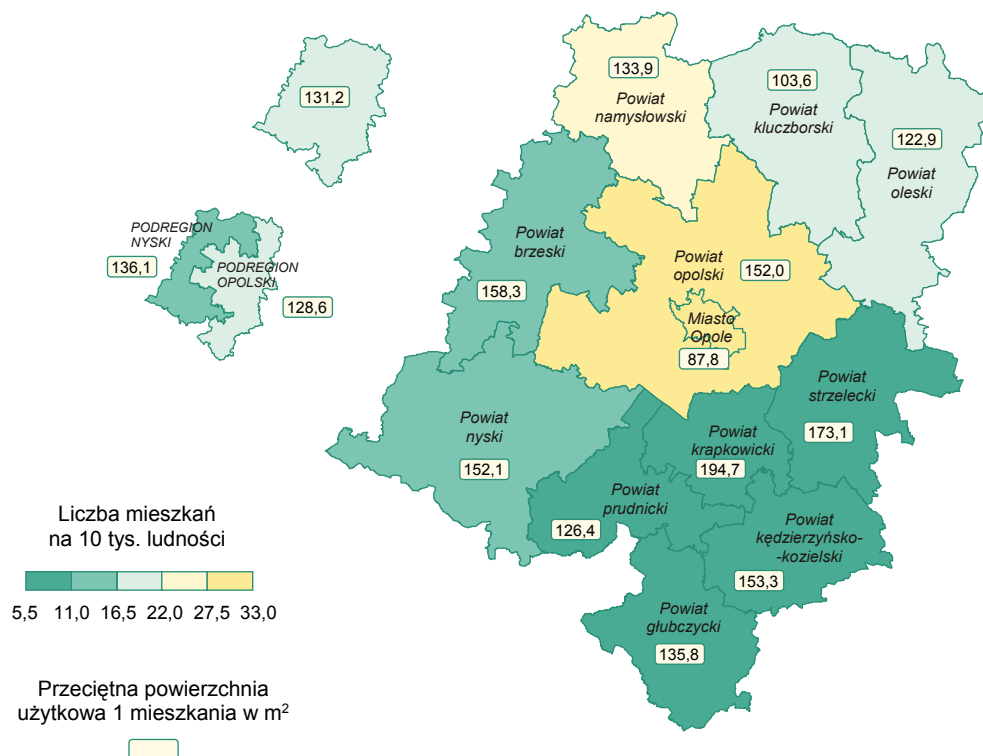 131,2
PODREGION
NYSKI
136,1
PODREGION
OPOLSKI
128,6
133,9
Powiat
namysłowski
103,6
Powiat
kluczborski
122,9
Powiat
oleski
Powiat
brzeski
158,3
Powiat
opolski
152,0
Miasto
Opole
87,8
Powiat
strzelecki
173,1
Powiat
nyski
152,1
Powiat
krapkowicki
194,7
Powiat
prudnicki
126,4
Powiat
kędzierzyńsko-
-kozielski
153,3
Powiat
głubczycki
135,8
Liczba mieszkań
na 10 tys. ludności
5,5 11,0 16,5 22,0 27,5 33,0
Przeciętna powierzchnia
użytkowa 1 mieszkania w m²